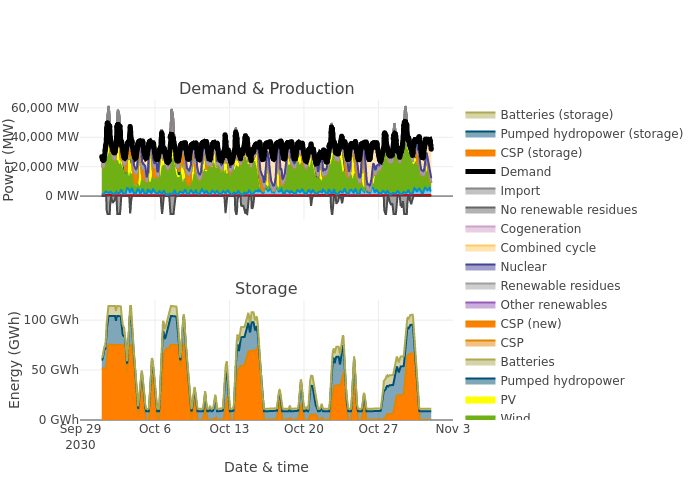 Demand & Production
60,000 MW
40,000 MW
20,000 MW
0 MW
Power (MW)
Storage
100 GWh
50 GWh
0 GWh
Energy (GWh)
Sep 29
2030
Oct 6
Oct 13
Oct 20
Oct 27
Nov 3
Date & time
Batteries (storage)
Pumped hydropower (storage)
CSP (storage)
Demand
Import
No renewable residues
Cogeneration
Combined cycle
Nuclear
Renewable residues
Other renewables
CSP (new)
CSP
Batteries
Pumped hydropower
PV
Wind